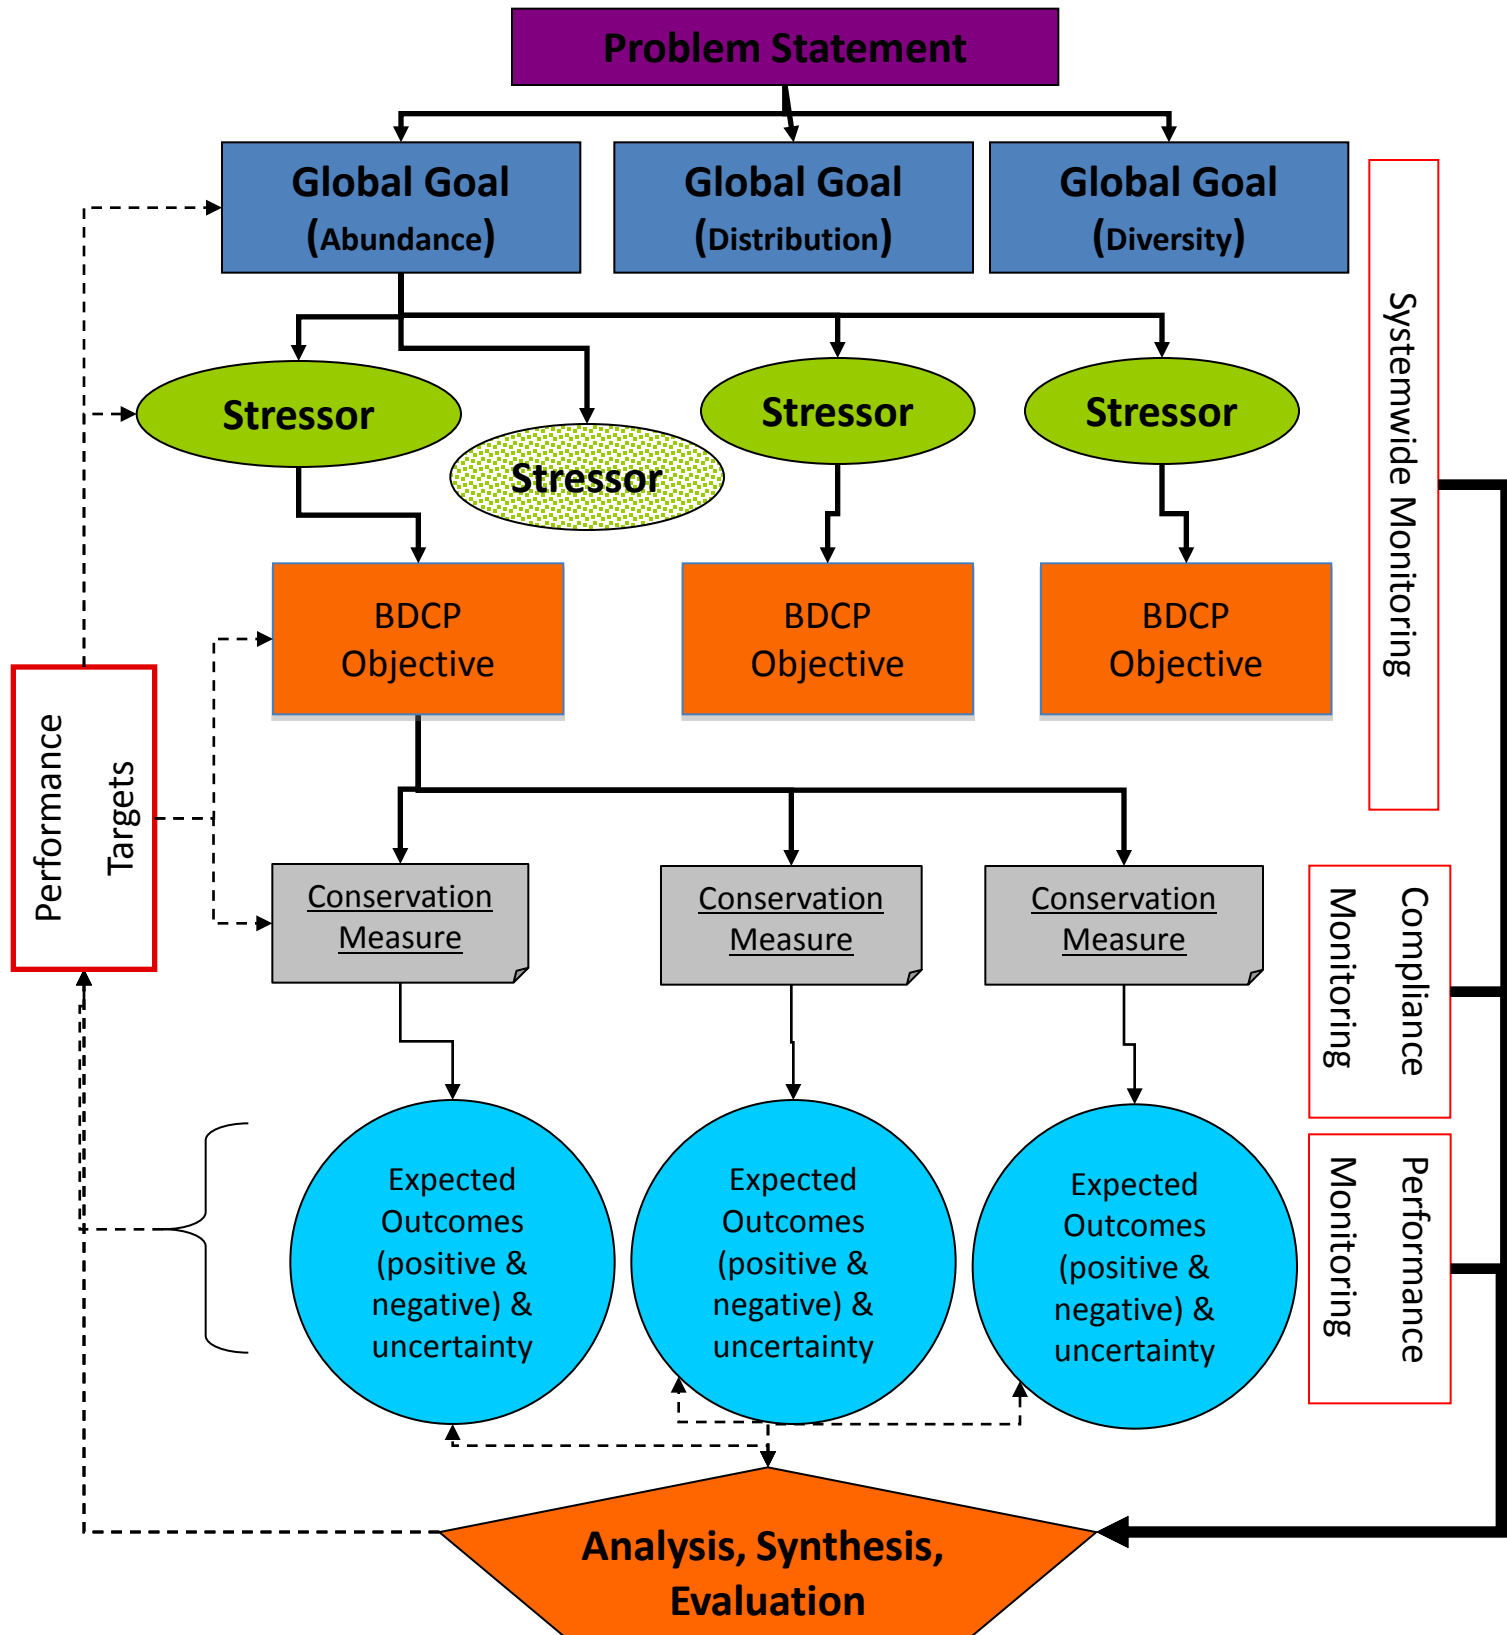 Problem Statement
Global Goal
(Abundance)
Global Goal
(Distribution)
Global Goal
(Diversity)
Stressor
Stressor
Stressor
Stressor
Systemwide Monitoring
BDCP
Objective
BDCP
Objective
BDCP
Objective
Performance
Targets
Conservation
Measure
Conservation
Measure
Conservation
Measure
Compliance
Monitoring
Expected
Outcomes
(positive &
negative) &
uncertainty
Expected
Outcomes
(positive &
negative) &
uncertainty
Expected
Outcomes
(positive &
negative) &
uncertainty
Performance
Monitoring
Analysis, Synthesis,
Evaluation